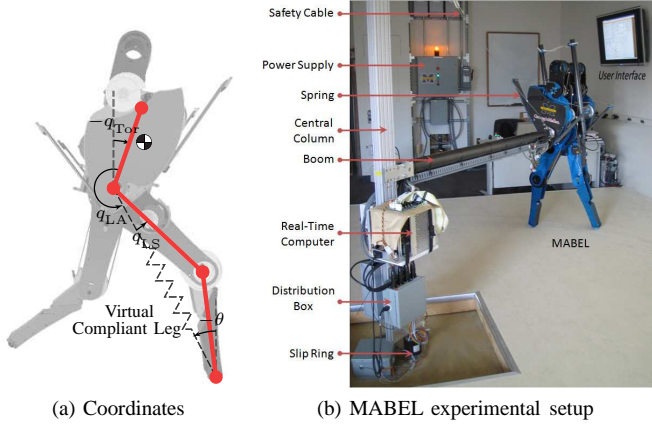 −q_Tor
q_LA
q_LS
Virtual
Compliant Leg
−θ
(a) Coordinates
Safety Cable
Power Supply
Spring
Central
Column
Boom
Real-Time
Computer
Distribution
Box
Slip Ring
User Interface
MABEL
(b) MABEL experimental setup